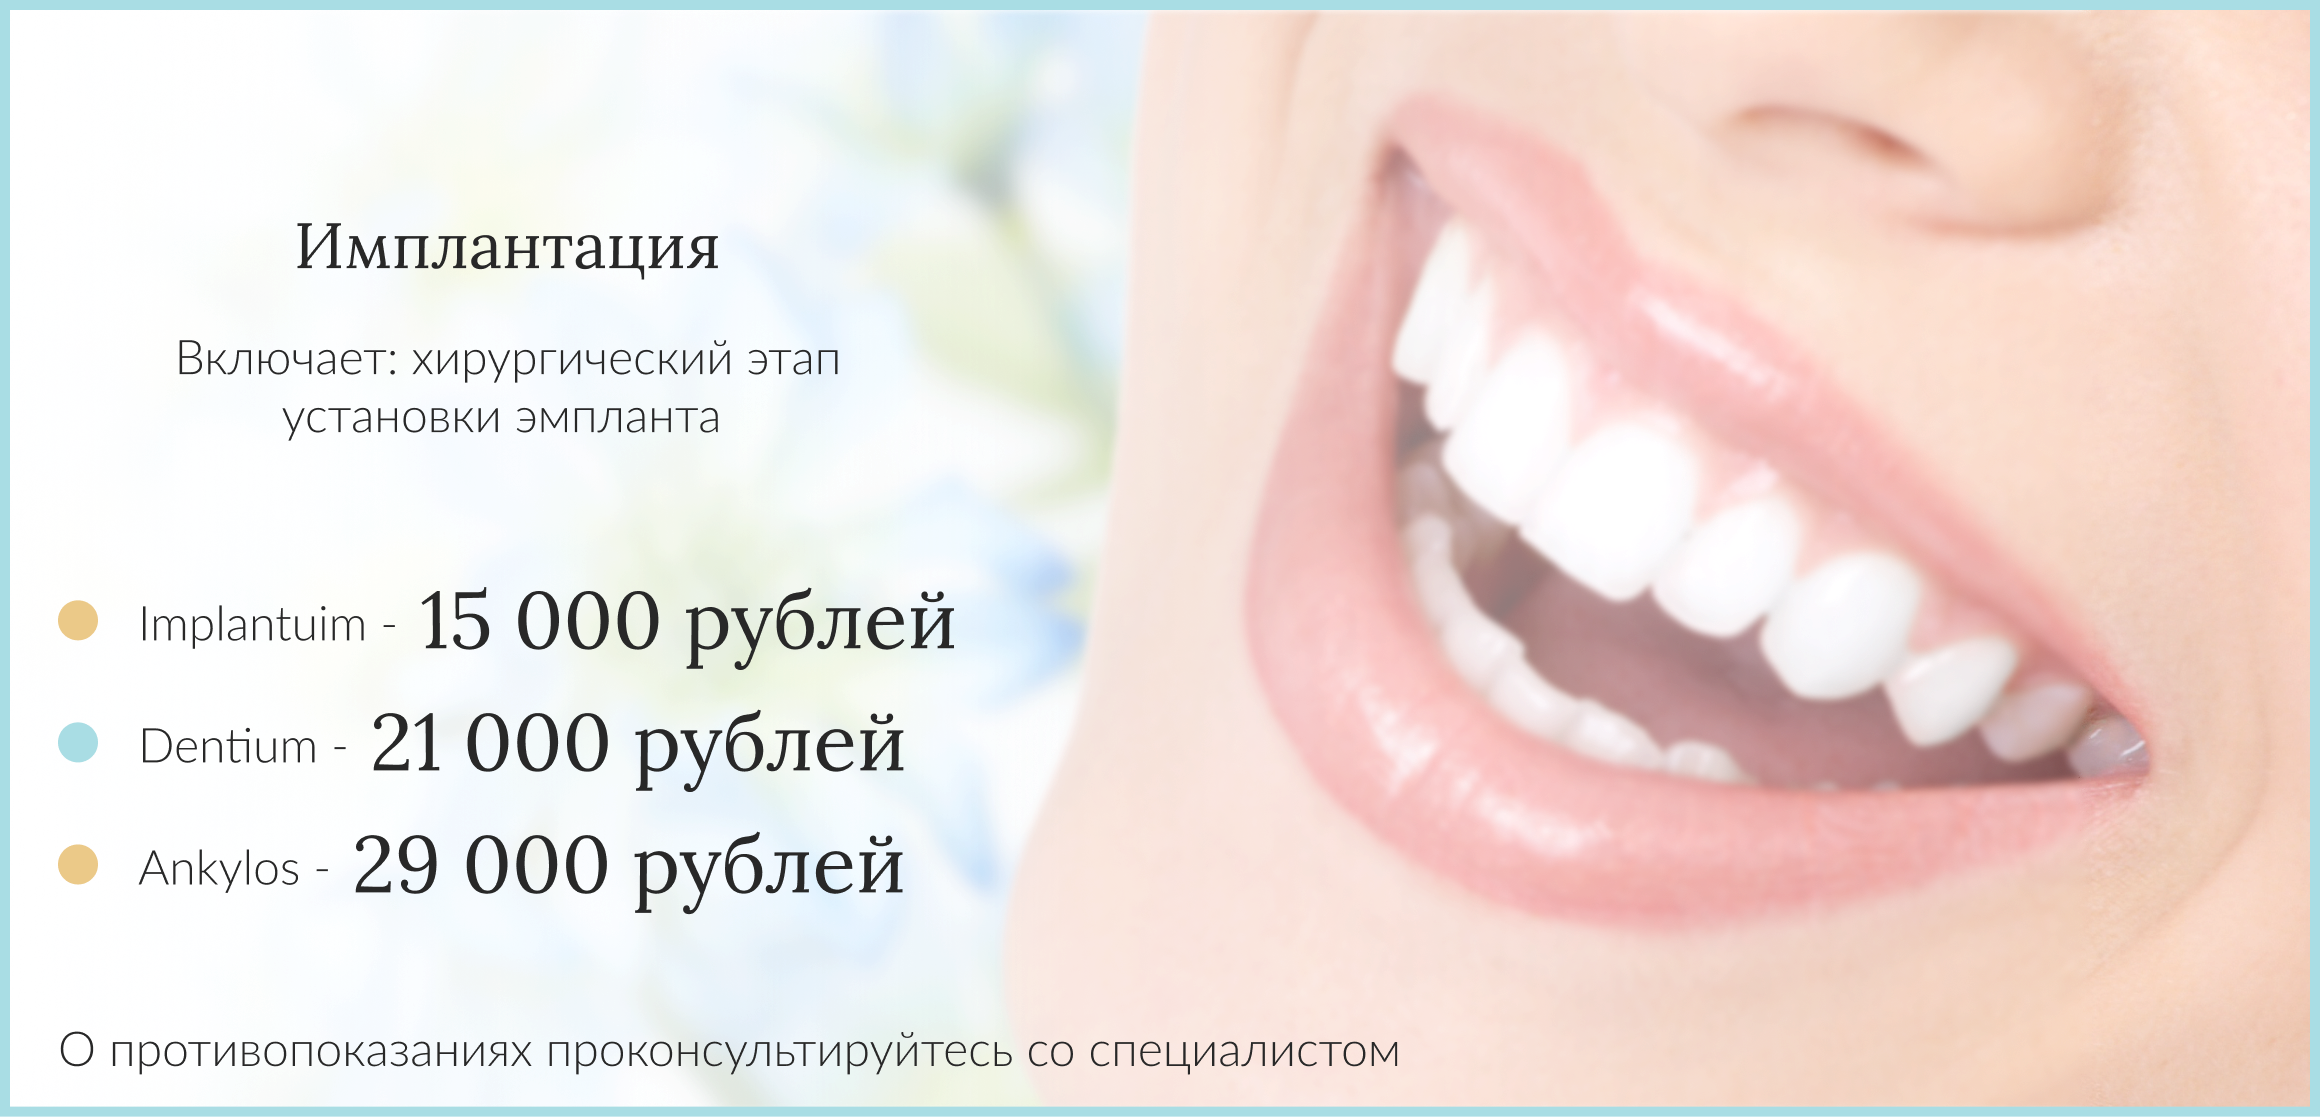 Имплантация
Включает: хирургический этап
установки эмпланта
Implantuim - 15 000 рублей
Dentium - 21 000 рублей
Ankylos - 29 000 рублей
О противопоказаниях проконсультируйтесь со специалистом